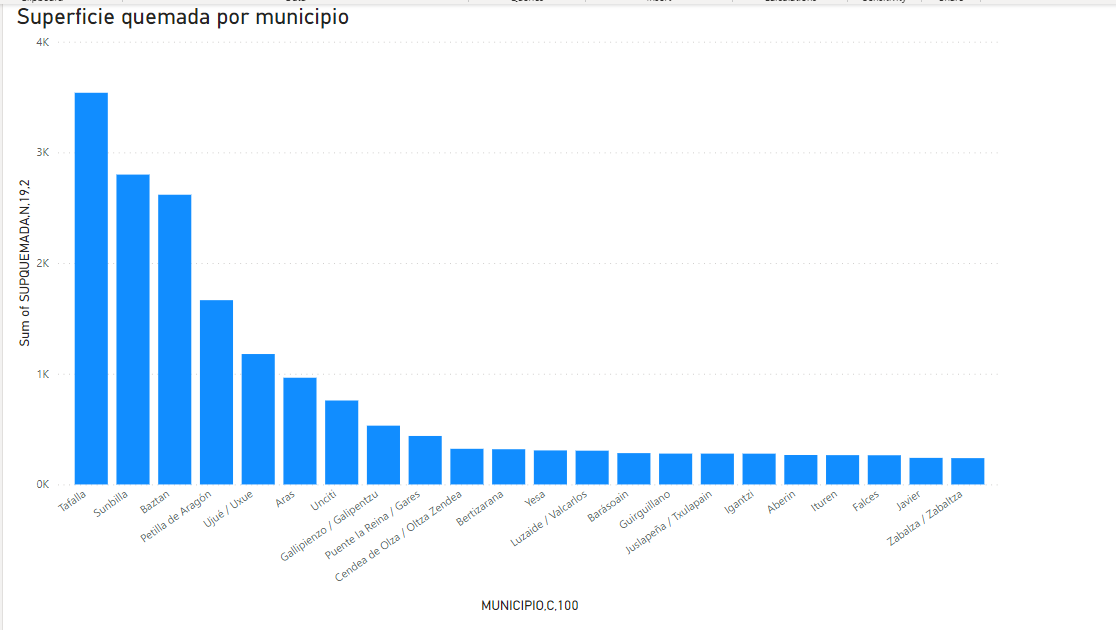 Superficie quemada por municipio
4K
3K
2K
1K
0K
Sum of SUPQUEMADA,N,19,2
Tafalla
Sunbilla
Baztan
Petilla de Aragón
Ujué / Uxue
Aras
Unciti
Gallipienzo / Galipentzu
Puente la Reina / Gares
Cendea de Olza / Oltza Zendea
Bertizarana
Yesa
Luzaide / Valcarlos
Barásoain
Guirguillano
Juslapeña / Txulapain
Igantzi
Aberin
Ituren
Falces
Javier
Zabalza / Zabaltza
MUNICIPIO,C,100